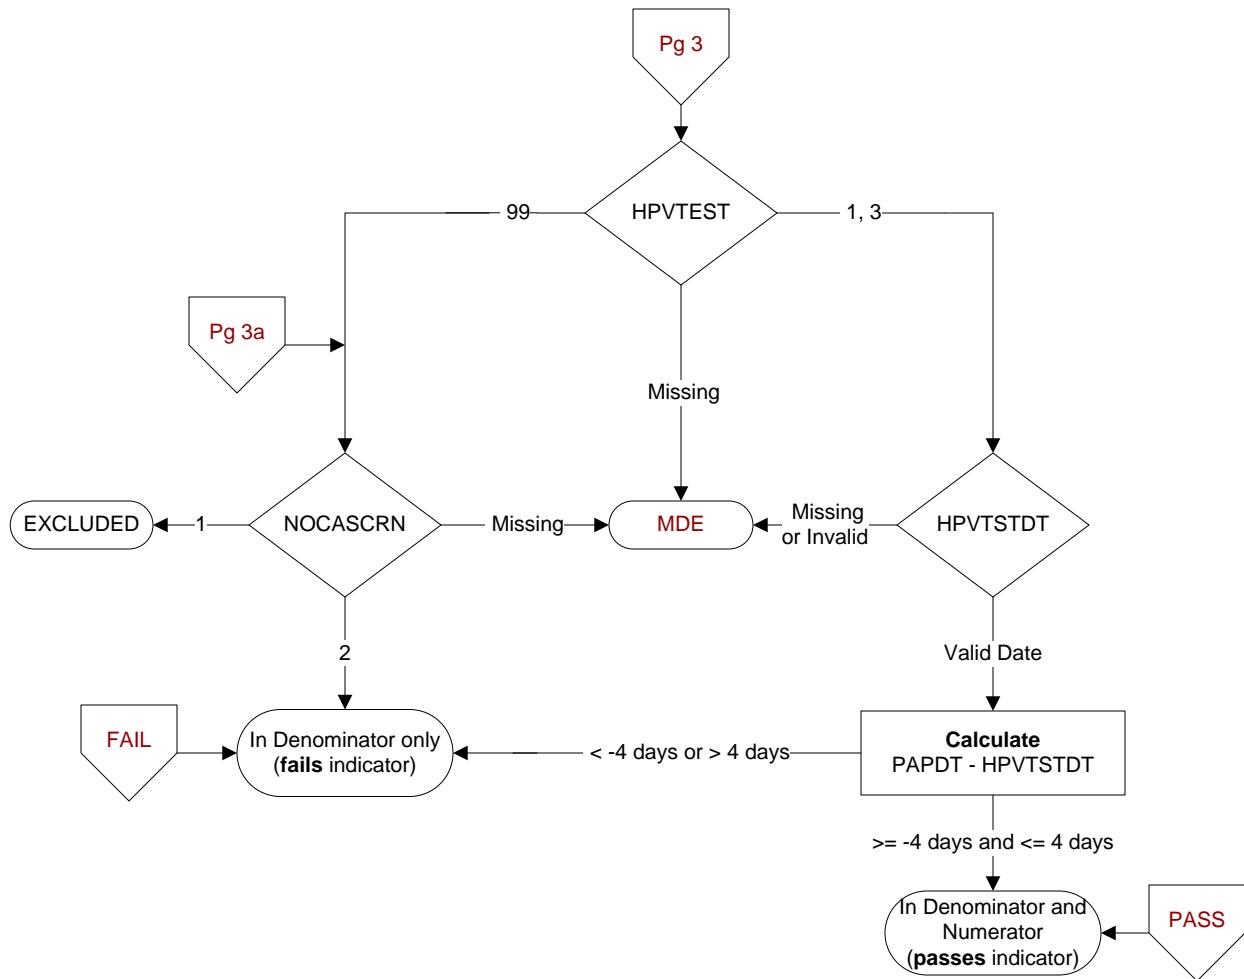 Pg 3
HPVTEST
99
1, 3
Pg 3a
Missing
EXCLUDED
1
NOCASCRN
Missing
MDE
Missing
or Invalid
HPVTSTDT
2
Valid Date
FAIL
In Denominator only
(fails indicator)
< -4 days or > 4 days
Calculate
PAPDT - HPVTSTDT
>= -4 days and <= 4 days
In Denominator and
Numerator
(passes indicator)
PASS